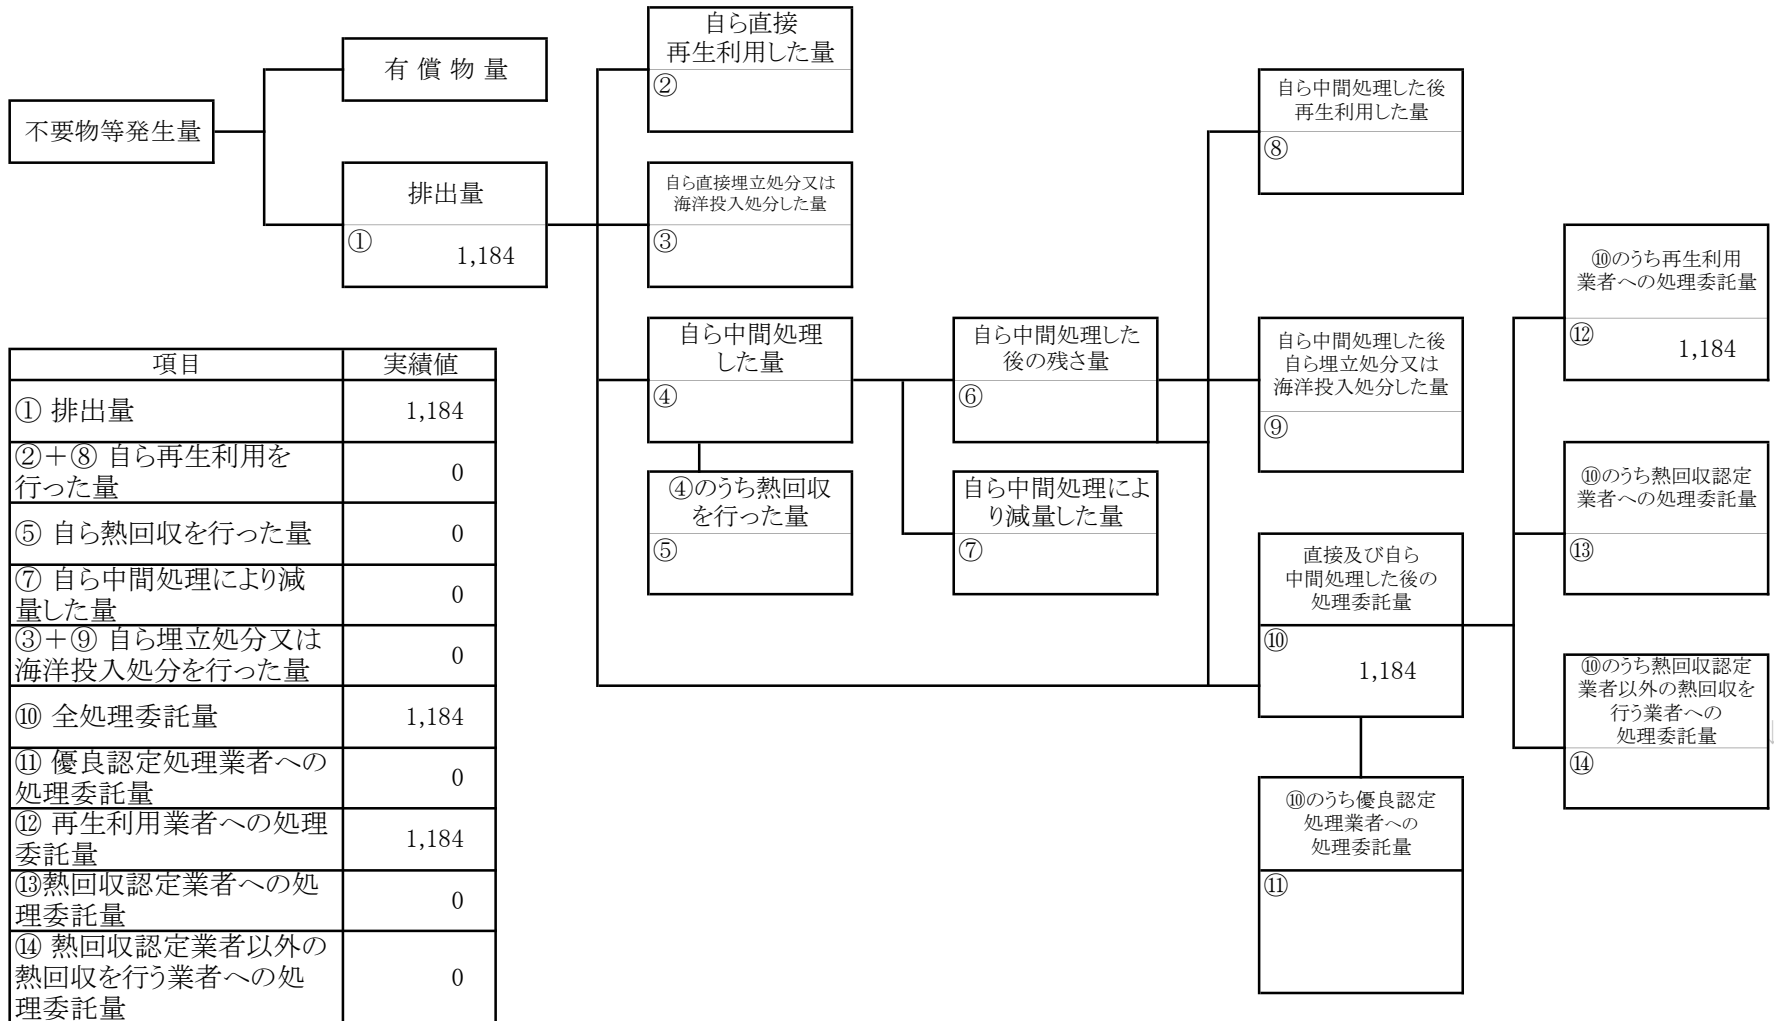 自ら直接
再生利用した量
②
有 償 物 量
不要物等発生量
排出量
①
1,184
自ら直接埋立処分又は
海洋投入処分した量
③
自ら中間処理した後
再生利用した量
⑧
自ら中間処理
した量
④
自ら中間処理した
後の残さ量
⑥
自ら中間処理した後
自ら埋立処分又は
海洋投入処分した量
⑨
④のうち熱回収
を行った量
⑤
自ら中間処理によ
り減量した量
⑦
直接及び自ら
中間処理した後の
処理委託量
⑩
1,184
⑩のうち優良認定
処理業者への
処理委託量
⑪
⑩のうち再生利用
業者への処理委託量
⑫
1,184
⑩のうち熱回収認定
業者への処理委託量
⑬
⑩のうち熱回収認定
業者以外の熱回収を
行う業者への
処理委託量
⑭
項目 実績値
① 排出量 1,184
②＋⑧ 自ら再生利用を
行った量 0
⑤ 自ら熱回収を行った量 0
⑦ 自ら中間処理により減
量した量 0
③＋⑨ 自ら埋立処分又は
海洋投入処分を行った量 0
⑩ 全処理委託量 1,184
⑪ 優良認定処理業者への
処理委託量 0
⑫ 再生利用業者への処理
委託量 1,184
⑬熱回収認定業者への処
理委託量 0
⑭ 熱回収認定業者以外の
熱回収を行う業者への処
理委託量 0